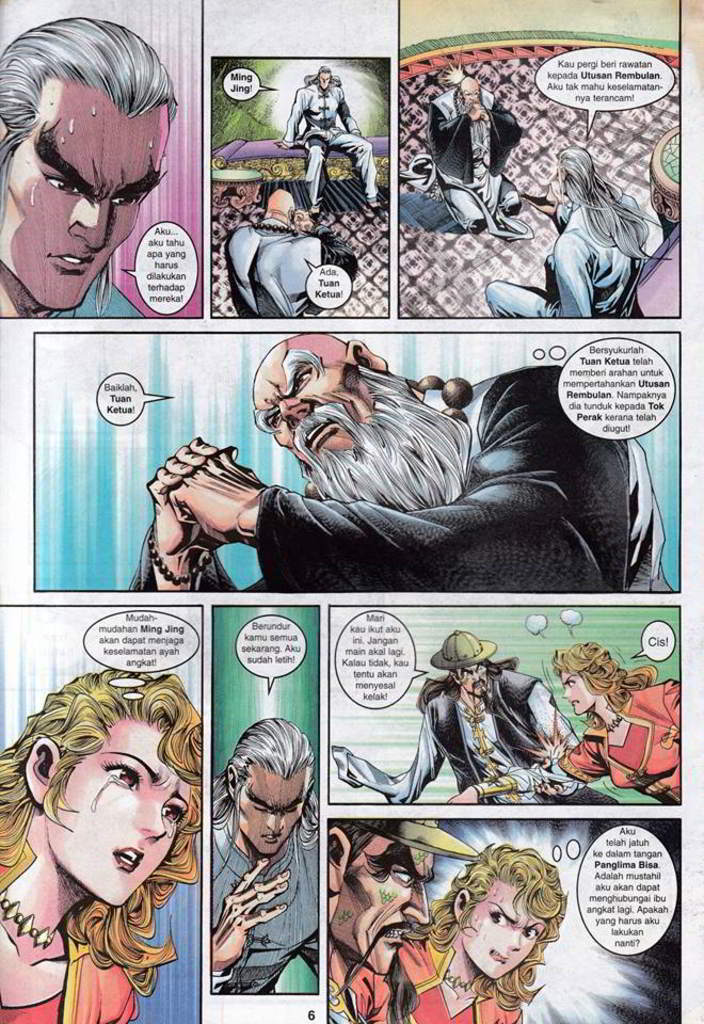 Aku...
aku tahu
apa yang
harus
dilakukan
terhadap
mereka!
Ming
Jing!
Ada,
Tuan
Ketua!
Kau pergi beri rawatan
kepada Utusan Rembulan.
Aku tak mahu keselamatan-
nya terancam!
Baiklah,
Tuan
Ketua!
Bersyukurlah
Tuan Ketua telah
memberi arahan untuk
mempertahankan Utusan
Rembulan. Nampaknya
dia tunduk kepada Tok
Perak kerana telah
diugut!
Mudah-
mudahan Ming Jing
akan dapat menjaga
keselamatan ayah
angkat!
Berundur
kamu semua
sekarang. Aku
sudah letih!
Mari
kau ikut aku
ini. Jangan
main akal lagi.
Kalau tidak, kau
tentu akan
menyesal
kelak!
Cis!
Aku
telah jatuh
ke dalam tangan
Panglima Bisa.
Adalah mustahil
aku akan dapat
menghubungai ibu
angkat lagi. Apakah
yang harus aku
lakukan
nanti?
6